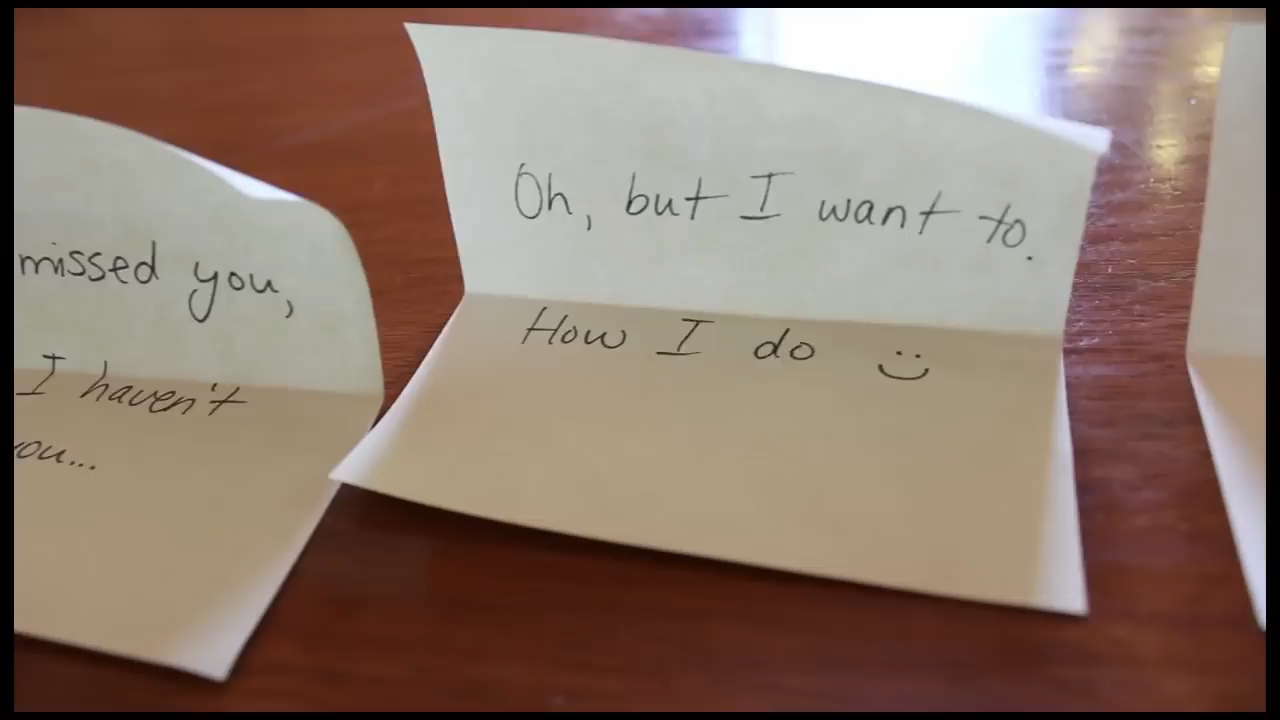 missed you,
I haven't
ou...
Oh, but I want to.
How I do :)